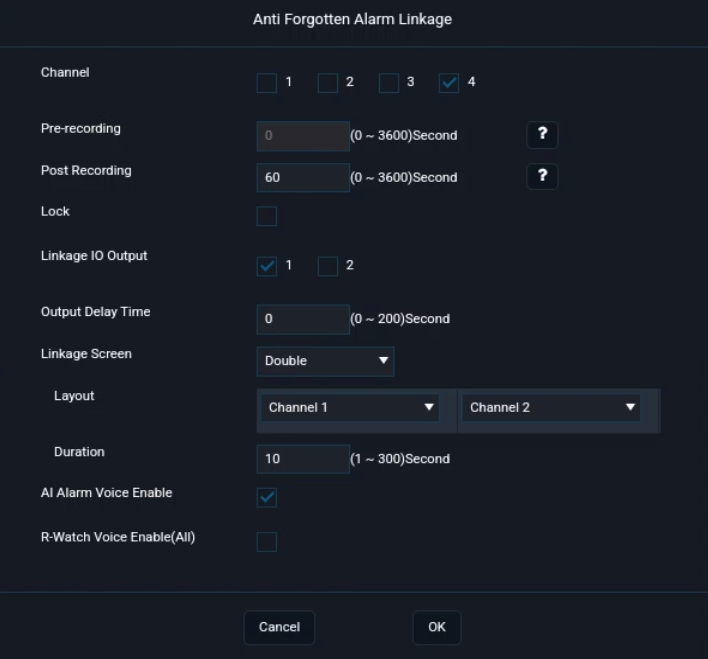 Anti Forgotten Alarm Linkage
Channel 1 2 3 4
Pre-recording 0 (0 ~ 3600)Second ?
Post Recording 60 (0 ~ 3600)Second ?
Lock
Linkage IO Output 1 2
Output Delay Time 0 (0 ~ 200)Second
Linkage Screen Double
Layout Channel 1 Channel 2
Duration 10 (1 ~ 300)Second
AI Alarm Voice Enable
R-Watch Voice Enable(All)
Cancel OK